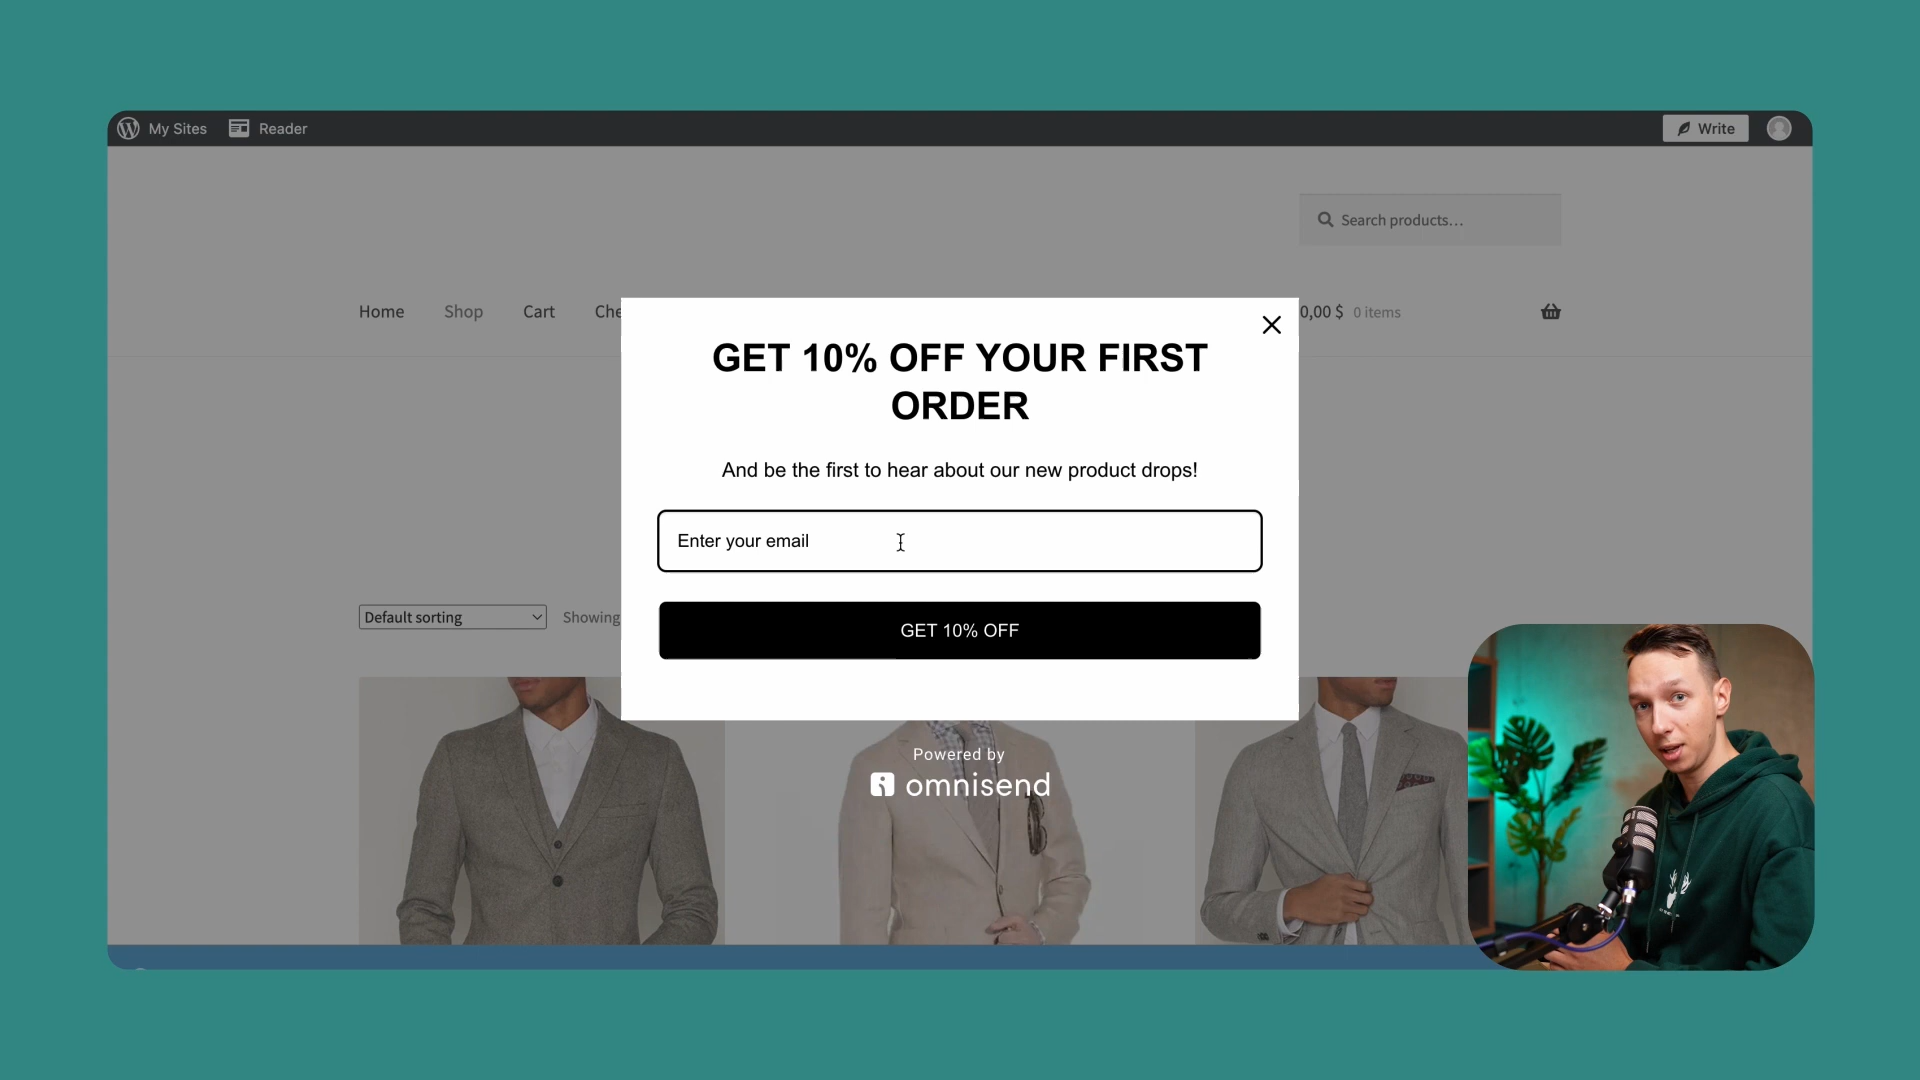 My Sites
Reader
Write
Search products...
Home
Shop
Cart
Che
0,00 $
0 items
GET 10% OFF YOUR FIRST
ORDER
And be the first to hear about our new product drops!
Enter your email
GET 10% OFF
Default sorting
Showing
Powered by
omnisend